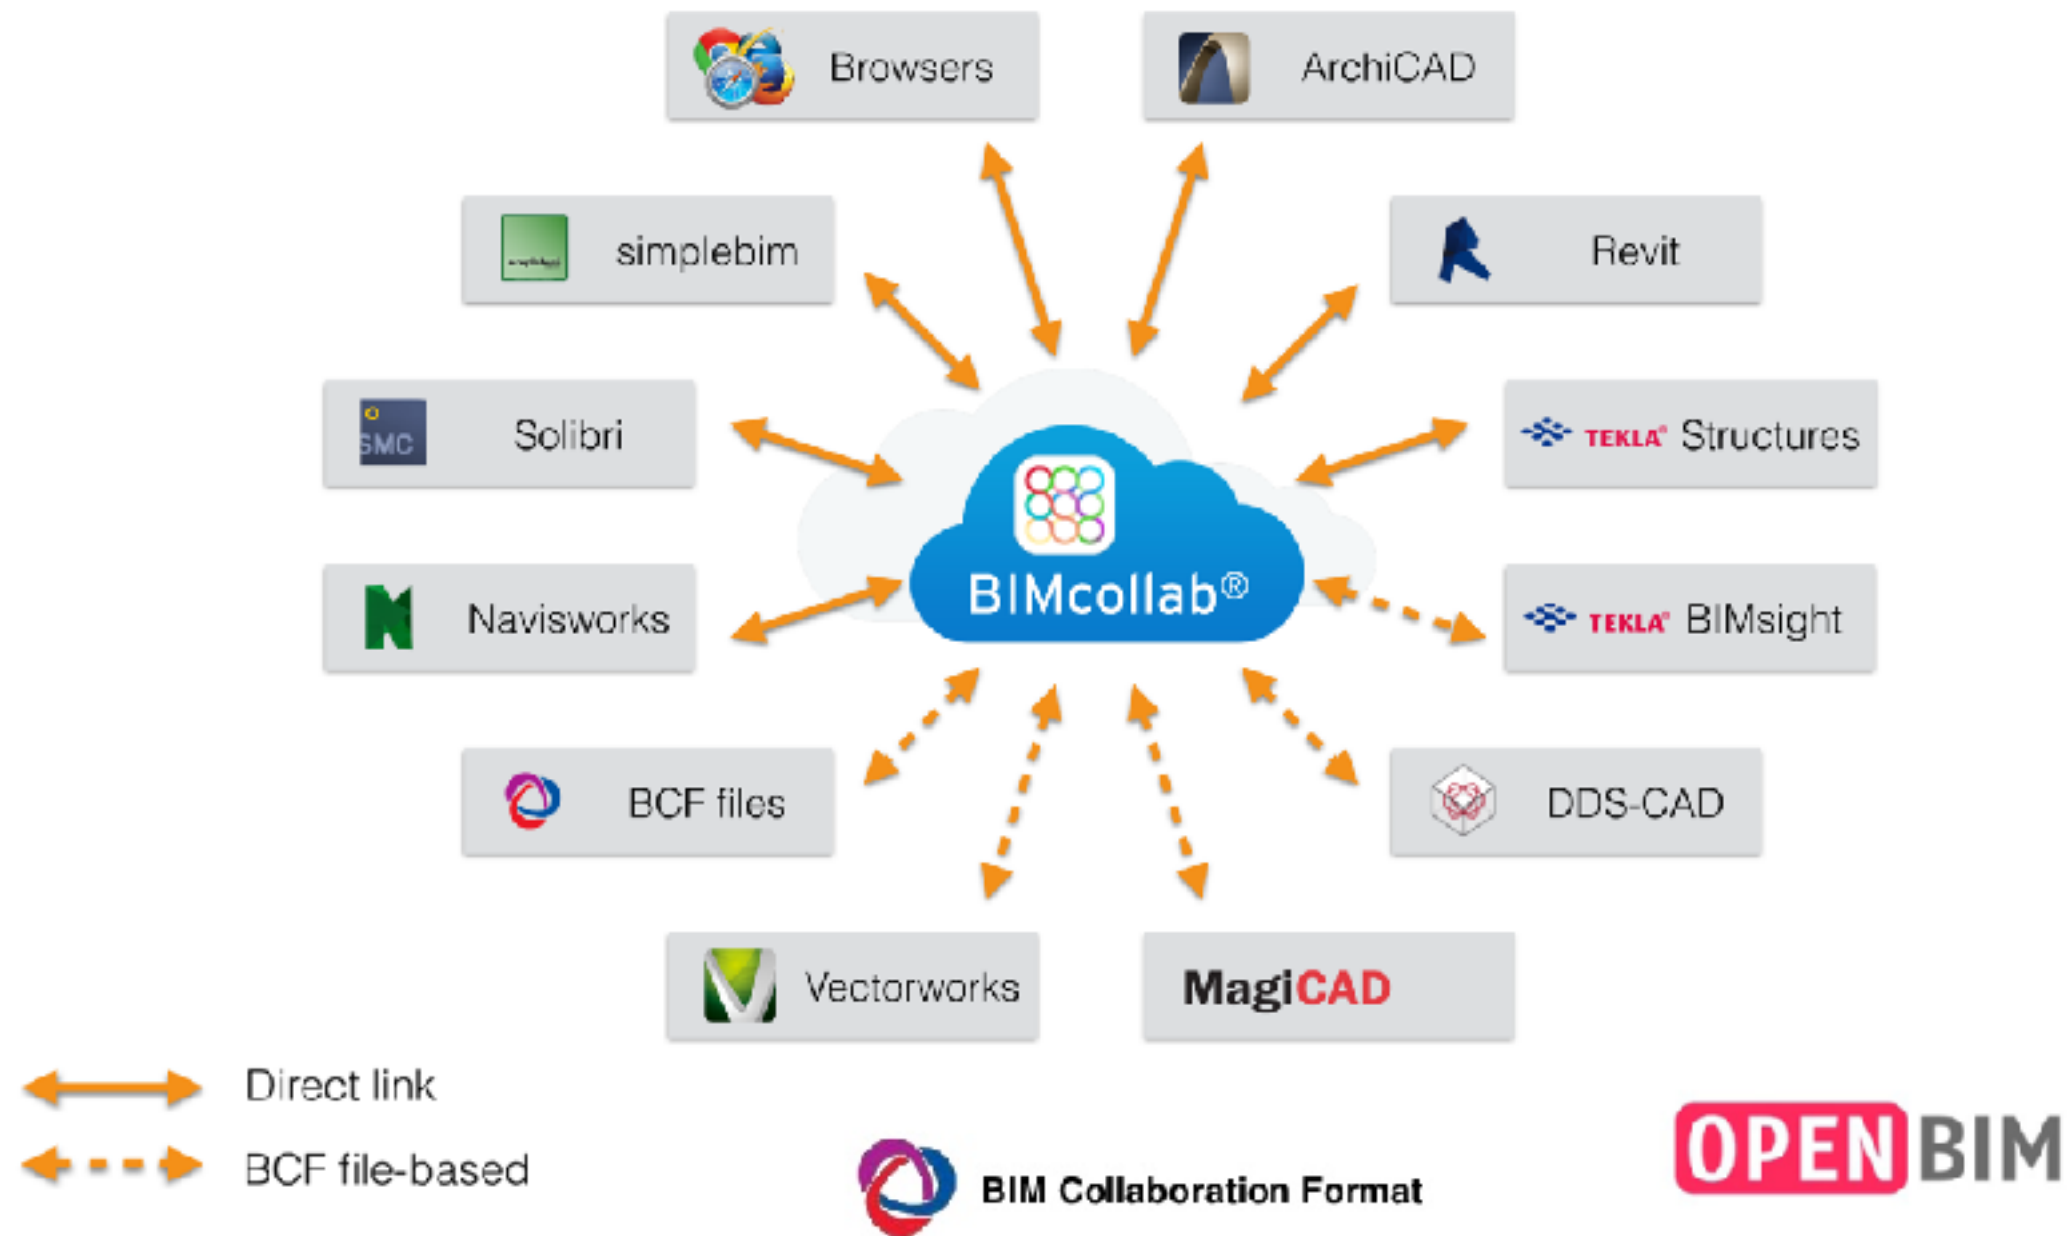 Browsers
ArchiCAD
simplebim
Revit
SMC Solibri
TEKLA® Structures
BIMcollab®
Navisworks
TEKLA® BIMsight
BCF files
DDS-CAD
Vectorworks
MagiCAD
Direct link
BCF file-based
BIM Collaboration Format
OPEN BIM